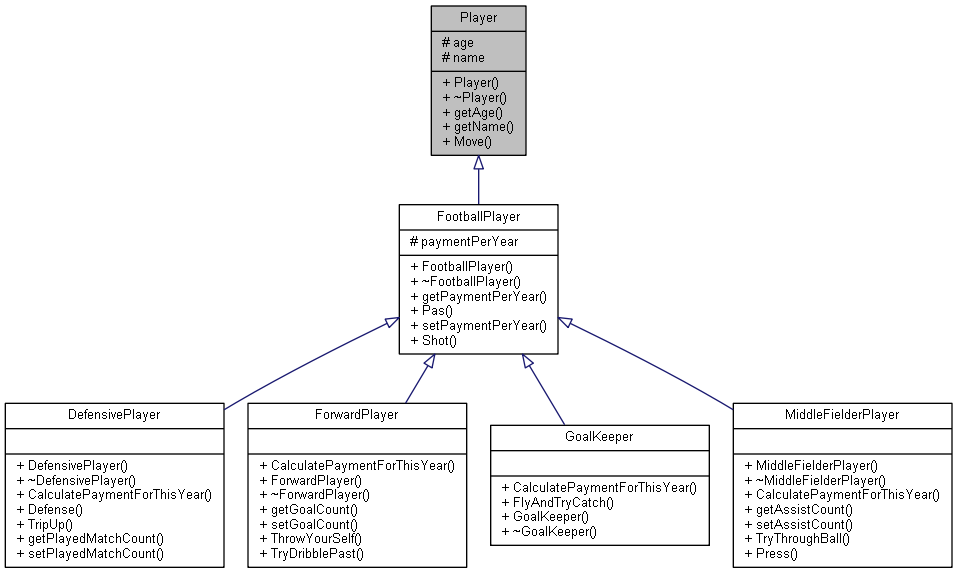 Player
# age
# name
+ Player()
+ ~Player()
+ getAge()
+ getName()
+ Move()
FootballPlayer
# paymentPerYear
+ FootballPlayer()
+ ~FootballPlayer()
+ getPaymentPerYear()
+ Pas()
+ setPaymentPerYear()
+ Shot()
DefensivePlayer
+ DefensivePlayer()
+ ~DefensivePlayer()
+ CalculatePaymentForThisYear()
+ Defense()
+ TripUp()
+ getPlayedMatchCount()
+ setPlayedMatchCount()
ForwardPlayer
+ CalculatePaymentForThisYear()
+ ForwardPlayer()
+ ~ForwardPlayer()
+ getGoalCount()
+ setGoalCount()
+ ThrowYourSelf()
+ TryDribblePast()
GoalKeeper
+ CalculatePaymentForThisYear()
+ FlyAndTryCatch()
+ GoalKeeper()
+ ~GoalKeeper()
MiddleFielderPlayer
+ MiddleFielderPlayer()
+ ~MiddleFielderPlayer()
+ CalculatePaymentForThisYear()
+ getAssistCount()
+ setAssistCount()
+ TryThroughBall()
+ Press()